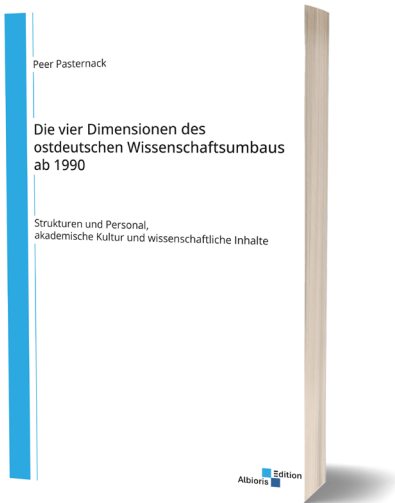 Peer Pasternack
Die vier Dimensionen des
ostdeutschen Wissenschaftsumbaus
ab 1990
Strukturen und Personal,
akademische Kultur und wissenschaftliche Inhalte
Edition
Albioris